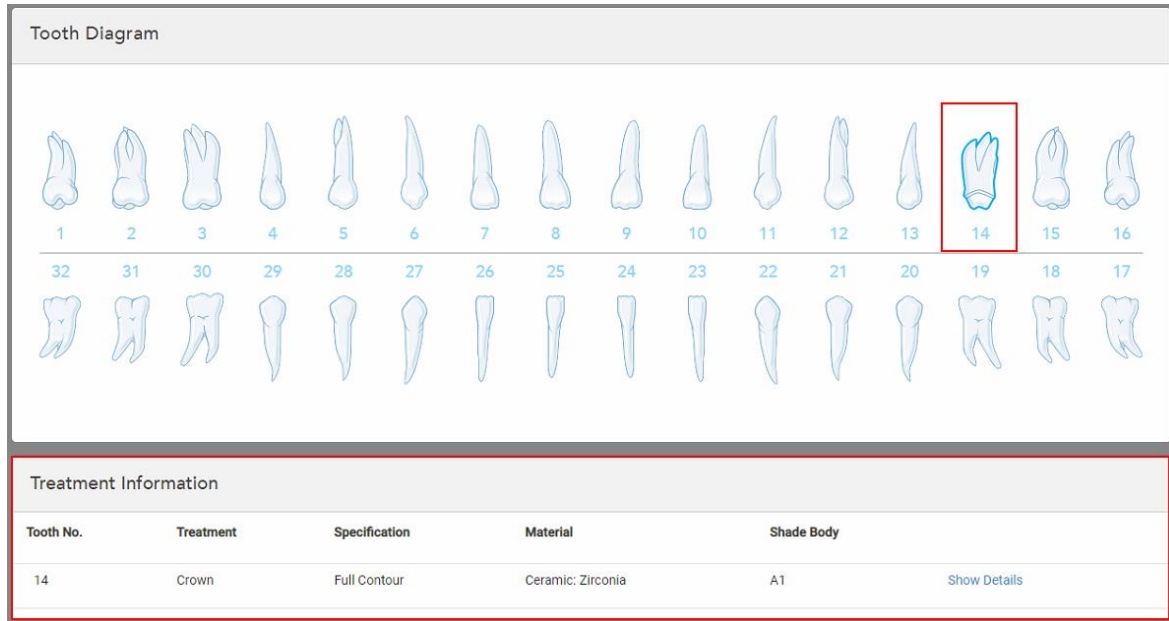 Tooth Diagram
1 2 3 4 5 6 7 8 9 10 11 12 13 14 15 16
32 31 30 29 28 27 26 25 24 23 22 21 20 19 18 17
Treatment Information
Tooth No. Treatment Specification Material Shade Body
14 Crown Full Contour Ceramic: Zirconia A1 Show Details